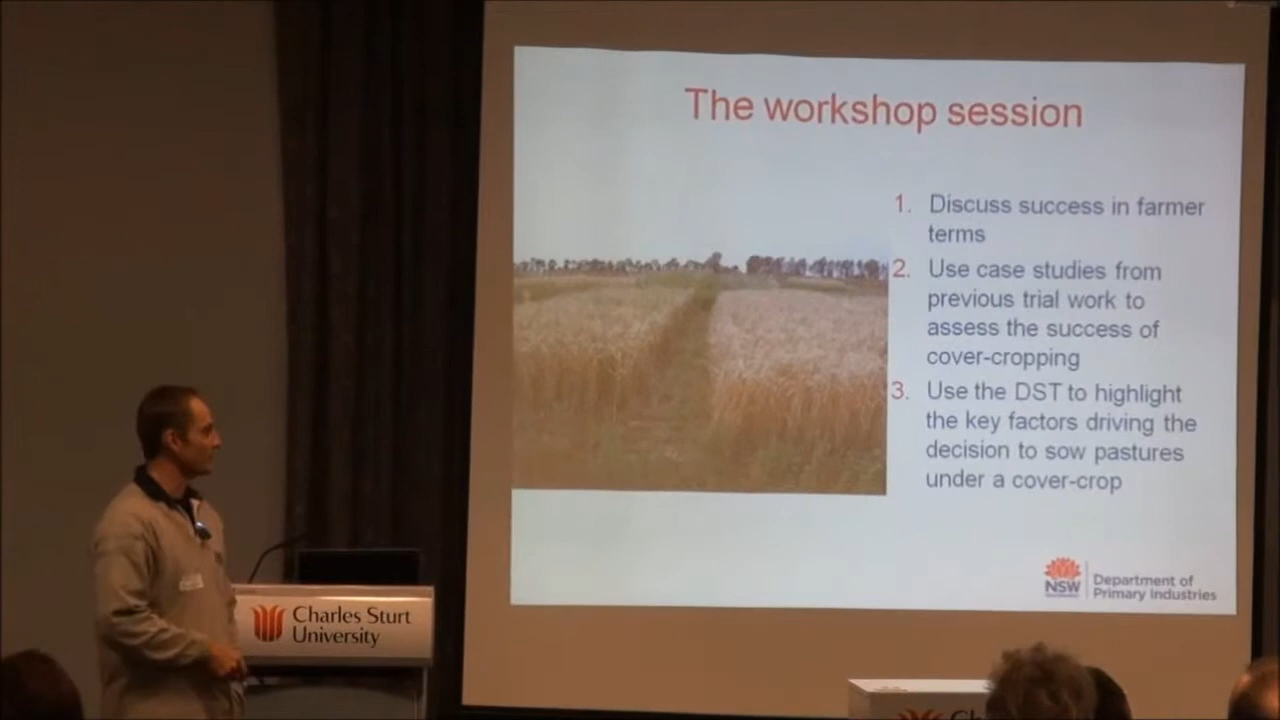 The workshop session
1. Discuss success in farmer
terms
2. Use case studies from
previous trial work to
assess the success of
cover-cropping
3. Use the DST to highlight
the key factors driving the
decision to sow pastures
under a cover-crop
NSW
Department of
Primary Industries
Charles Sturt
University
Ch